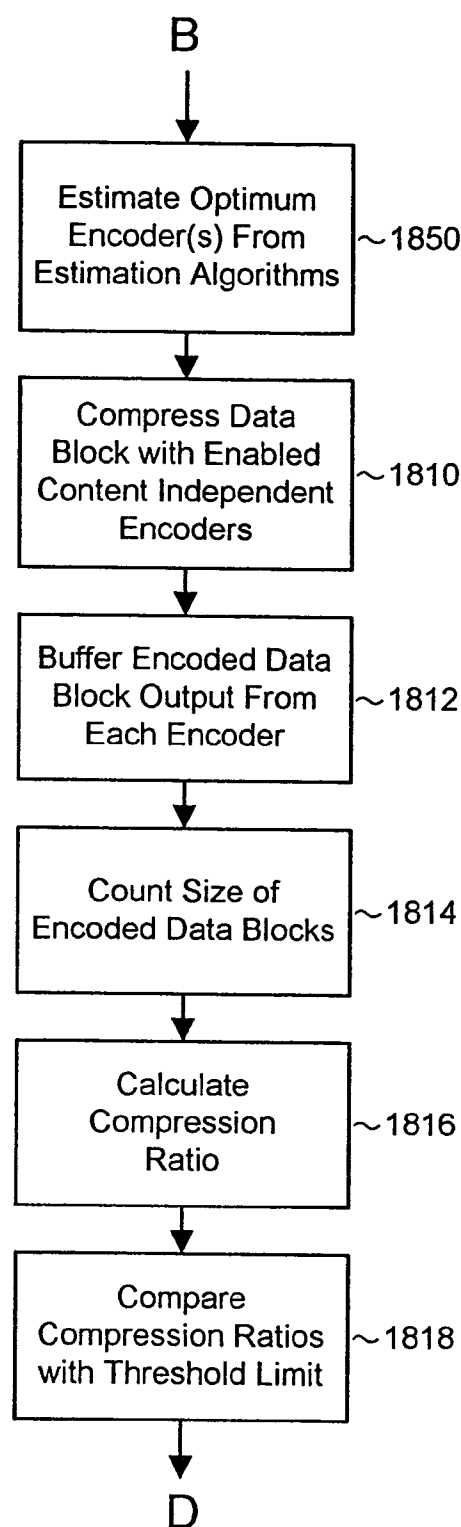 B
Estimate Optimum
Encoder(s) From
Estimation Algorithms
~1850
Compress Data
Block with Enabled
Content Independent
Encoders
~1810
Buffer Encoded Data
Block Output From
Each Encoder
~1812
Count Size of
Encoded Data Blocks
~1814
Calculate
Compression
Ratio
~1816
Compare
Compression Ratios
with Threshold Limit
~1818
D